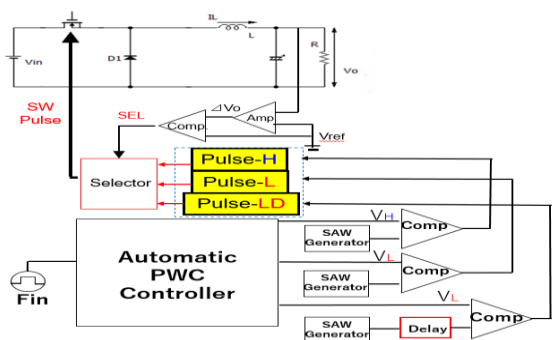 IL
L
Vin
D1
R
Vo
SW
Pulse
SEL
⊿Vo
Amp
Comp.
Vref
Pulse-H
Pulse-L
Pulse-LD
Selector
Automatic
PWC
Controller
Fin
VH
SAW
Generator
Comp
VL
SAW
Generator
Comp
VL
SAW
Generator
Delay
Comp